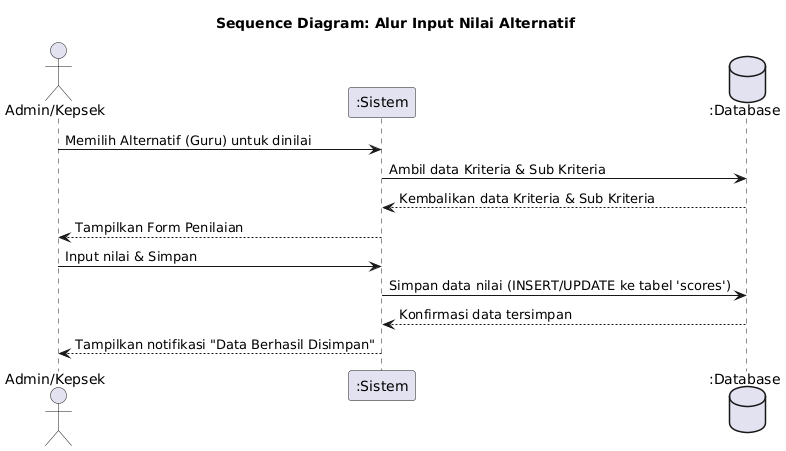 Sequence Diagram: Alur Input Nilai Alternatif
Admin/Kepsek
:Sistem
:Database
Memilih Alternatif (Guru) untuk dinilai
Ambil data Kriteria & Sub Kriteria
Kembalikan data Kriteria & Sub Kriteria
Tampilkan Form Penilaian
Input nilai & Simpan
Simpan data nilai (INSERT/UPDATE ke tabel 'scores')
Konfirmasi data tersimpan
Tampilkan notifikasi "Data Berhasil Disimpan"
Admin/Kepsek
:Sistem
:Database